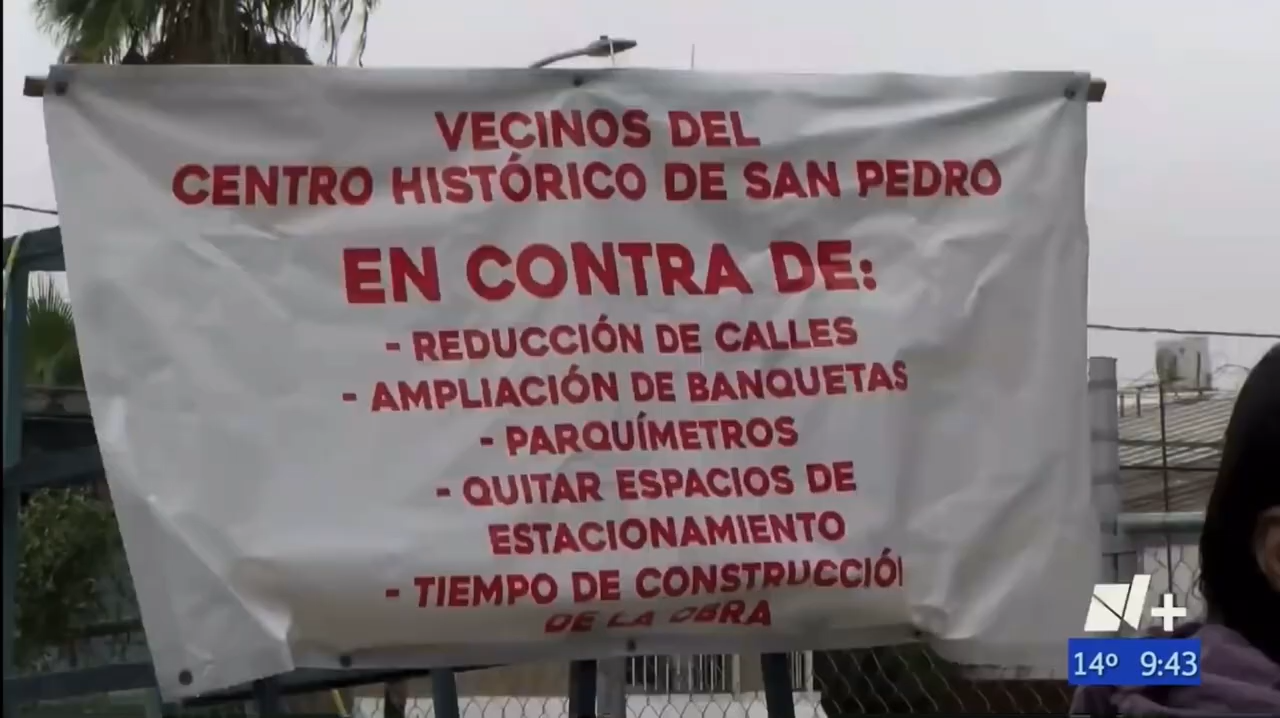 VECINOS DEL
CENTRO HISTÓRICO DE SAN PEDRO
EN CONTRA DE:
- REDUCCIÓN DE CALLES
- AMPLIACIÓN DE BANQUETAS
- PARQUÍMETROS
- QUITAR ESPACIOS DE
ESTACIONAMIENTO
- TIEMPO DE CONSTRUCCIÓN
DE LA OBRA
N+
14º 9:43